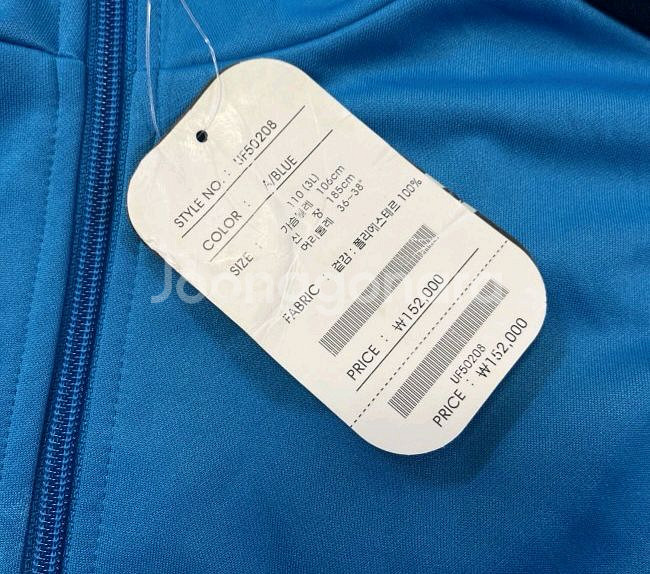 STYLE NO. : UF50208
COLOR : A/BLUE
SIZE : 110 (3L)
가슴둘레 106cm
신 장 185cm
허리둘레 36-38"
FABRIC : 겉감 : 폴리에스테르 100%
PRICE : ₩152,000
UF50208
PRICE : ₩152,000
Joonggonara